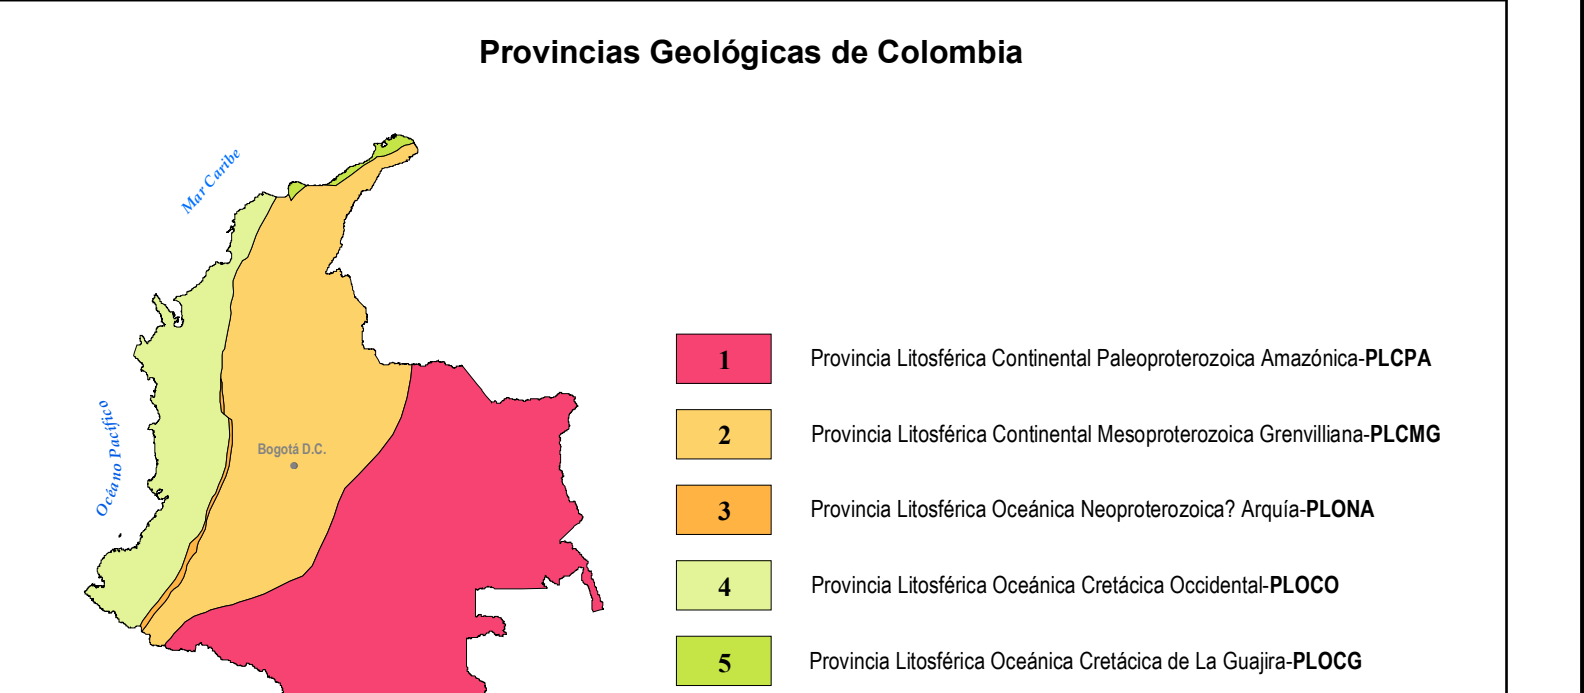 Provincias Geológicas de Colombia
Mar Caribe
Océano Pacífico
Bogotá D.C.
1 Provincia Litosférica Continental Paleoproterozoica Amazónica-PLCPA
2 Provincia Litosférica Continental Mesoproterozoica Grenvilliana-PLCMG
3 Provincia Litosférica Oceánica Neoproterozoica? Arquía-PLONA
4 Provincia Litosférica Oceánica Cretácica Occidental-PLOCO
5 Provincia Litosférica Oceánica Cretácica de La Guajira-PLOCG